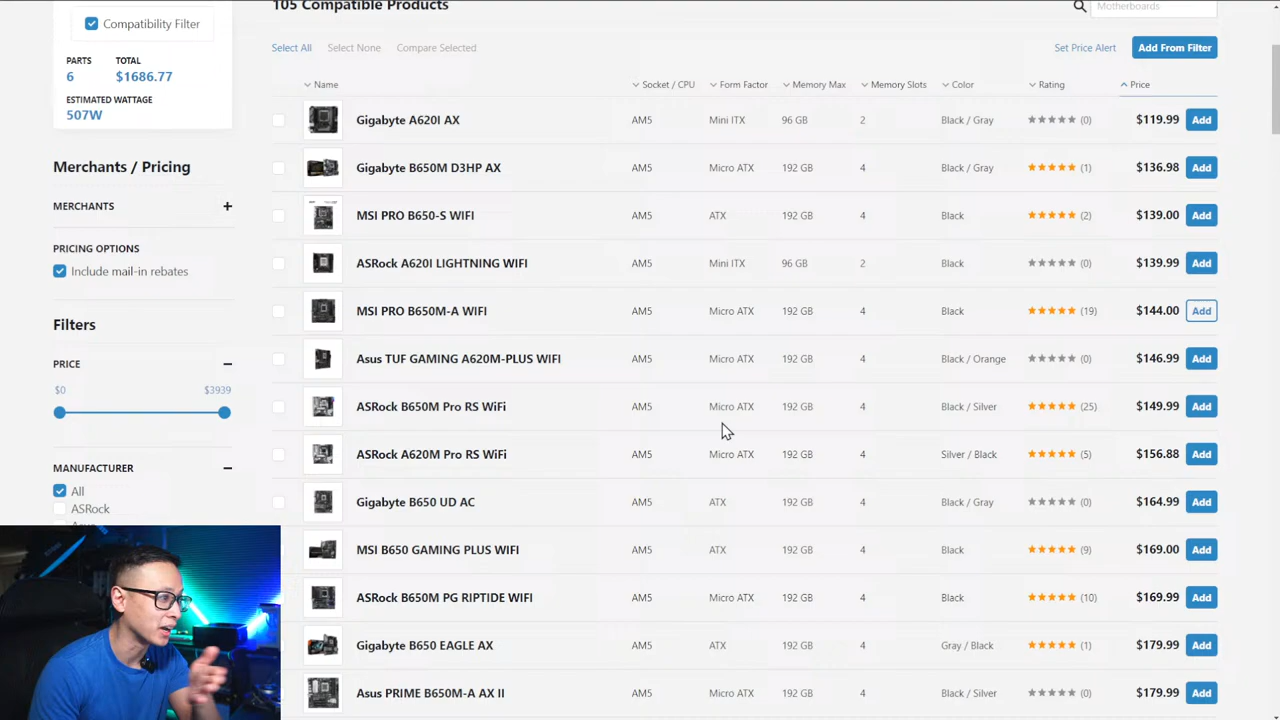 105 Compatible Products
Motherboards
Compatibility Filter
PARTS TOTAL
6 $1686.77
ESTIMATED WATTAGE
507W
Select All Select None Compare Selected Set Price Alert Add From Filter
Name Socket / CPU Form Factor Memory Max Memory Slots Color Rating Price
Gigabyte A620I AX AM5 Mini ITX 96 GB 2 Black / Gray (0) $119.99 Add
Gigabyte B650M D3HP AX AM5 Micro ATX 192 GB 4 Black / Gray (1) $136.98 Add
MSI PRO B650-S WIFI AM5 ATX 192 GB 4 Black (2) $139.00 Add
ASRock A620I LIGHTNING WIFI AM5 Mini ITX 96 GB 2 Black (0) $139.99 Add
MSI PRO B650M-A WIFI AM5 Micro ATX 192 GB 4 Black (19) $144.00 Add
Asus TUF GAMING A620M-PLUS WIFI AM5 Micro ATX 192 GB 4 Black / Orange (0) $146.99 Add
ASRock B650M Pro RS WiFi AM5 Micro ATX 192 GB 4 Black / Silver (25) $149.99 Add
ASRock A620M Pro RS WiFi AM5 Micro ATX 192 GB 4 Silver / Black (5) $156.88 Add
Gigabyte B650 UD AC AM5 ATX 192 GB 4 Black / Gray (0) $164.99 Add
MSI B650 GAMING PLUS WIFI AM5 ATX 192 GB 4 Black (9) $169.00 Add
ASRock B650M PG RIPTIDE WIFI AM5 Micro ATX 192 GB 4 Black (10) $169.99 Add
Gigabyte B650 EAGLE AX AM5 ATX 192 GB 4 Gray / Black (1) $179.99 Add
Asus PRIME B650M-A AX II AM5 Micro ATX 192 GB 4 Black / Silver (0) $179.99 Add
Merchants / Pricing
MERCHANTS
PRICING OPTIONS
Include mail-in rebates
Filters
PRICE
$0 $3939
MANUFACTURER
All
ASRock